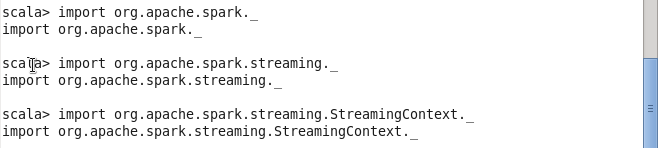 scala> import org.apache.spark._
import org.apache.spark._
scala> import org.apache.spark.streaming._
import org.apache.spark.streaming._
scala> import org.apache.spark.streaming.StreamingContext._
import org.apache.spark.streaming.StreamingContext._